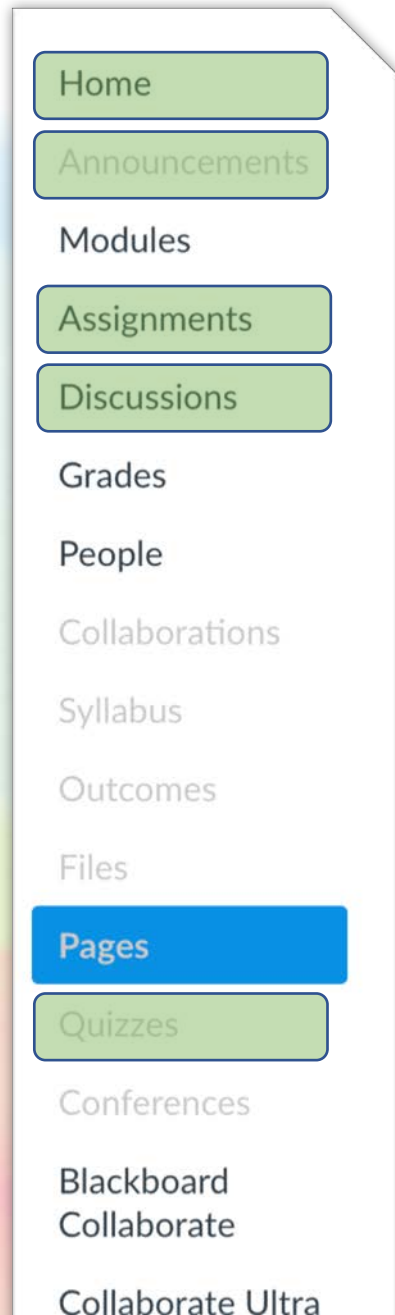 Home
Announcements
Modules
Assignments
Discussions
Grades
People
Collaborations
Syllabus
Outcomes
Files
Pages
Quizzes
Conferences
Blackboard
Collaborate
Collaborate Ultra